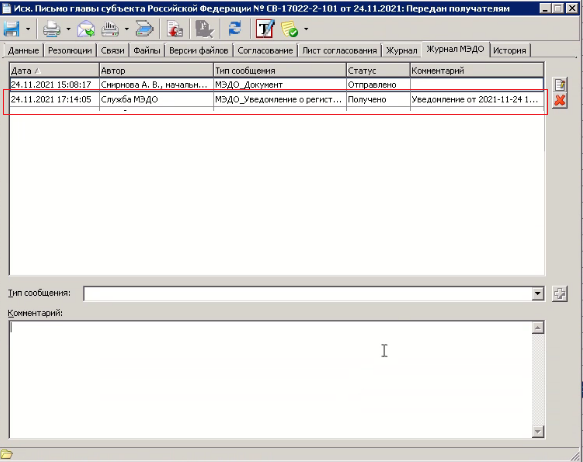 Исх. Письмо главы субъекта Российской Федерации № СВ-17022-2-101 от 24.11.2021: Передан получателям
Данные Резолюции Связи Файлы Версии файлов Согласование Лист согласования Журнал Журнал МЭДО История
Дата / Автор Тип сообщения Статус Комментарий
24.11.2021 15:08:17 Смирнова А. В., начальн... МЭДО_Документ Отправлено
24.11.2021 17:14:05 Служба МЭДО МЭДО_Уведомление о регист... Получено Уведомление от 2021-11-24 1...
Тип сообщения:
Комментарий: